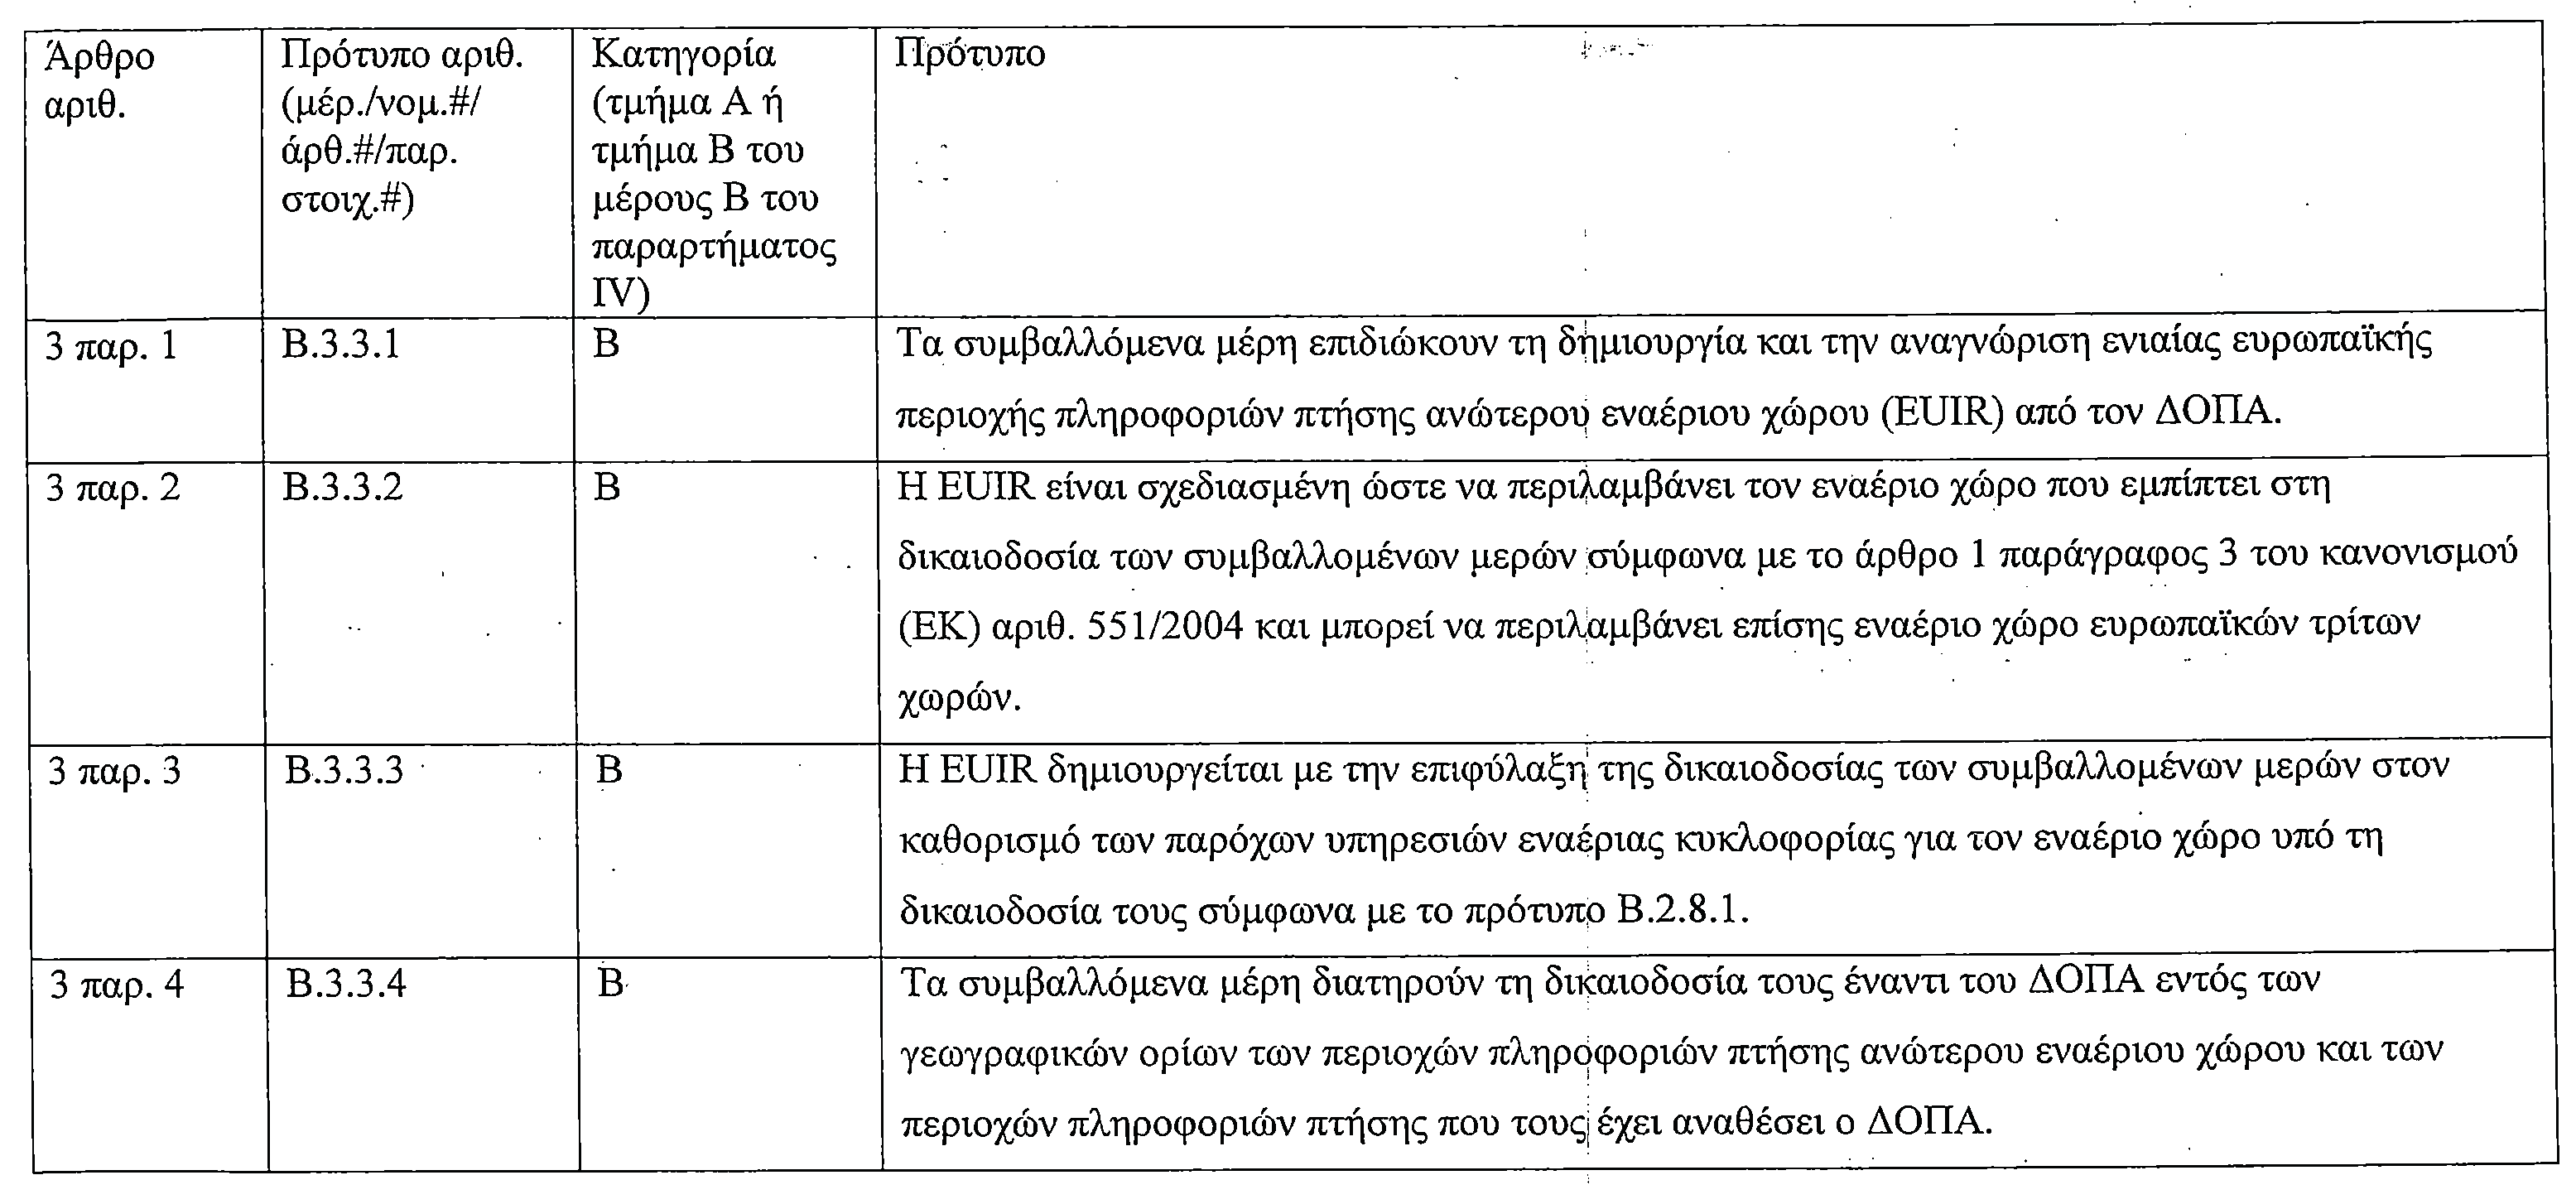 Άρθρο αριθ.
Πρότυπο αριθ. (μέρ./νομ.#/ άρθ.#/παρ. στοιχ.#)
Κατηγορία (τμήμα Α ή τμήμα Β του μέρους Β του παραρτήματος IV)
Πρότυπο
3 παρ. 1
Β.3.3.1
Β
Τα συμβαλλόμενα μέρη επιδιώκουν τη δημιουργία και την αναγνώριση ενιαίας ευρωπαϊκής
περιοχής πληροφοριών πτήσης ανώτερου εναέριου χώρου (EUIR) από τον ΔΟΠΑ.
3 παρ. 2
Β.3.3.2
Β
Η EUIR είναι σχεδιασμένη ώστε να περιλαμβάνει τον εναέριο χώρο που εμπίπτει στη
δικαιοδοσία των συμβαλλομένων μερών σύμφωνα με το άρθρο 1 παράγραφος 3 του κανονισμού
(ΕΚ) αριθ. 551/2004 και μπορεί να περιλαμβάνει επίσης εναέριο χώρο ευρωπαϊκών τρίτων
χωρών.
3 παρ. 3
Β.3.3.3
Β
Η EUIR δημιουργείται με την επιφύλαξη της δικαιοδοσίας των συμβαλλομένων μερών στον
καθορισμό των παρόχων υπηρεσιών εναέριας κυκλοφορίας για τον εναέριο χώρο υπό τη
δικαιοδοσία τους σύμφωνα με το πρότυπο Β.2.8.1.
3 παρ. 4
Β.3.3.4
Β
Τα συμβαλλόμενα μέρη διατηρούν τη δικαιοδοσία τους έναντι του ΔΟΠΑ εντός των
γεωγραφικών ορίων των περιοχών πληροφοριών πτήσης ανώτερου εναέριου χώρου και των
περιοχών πληροφοριών πτήσης που τους έχει αναθέσει ο ΔΟΠΑ.